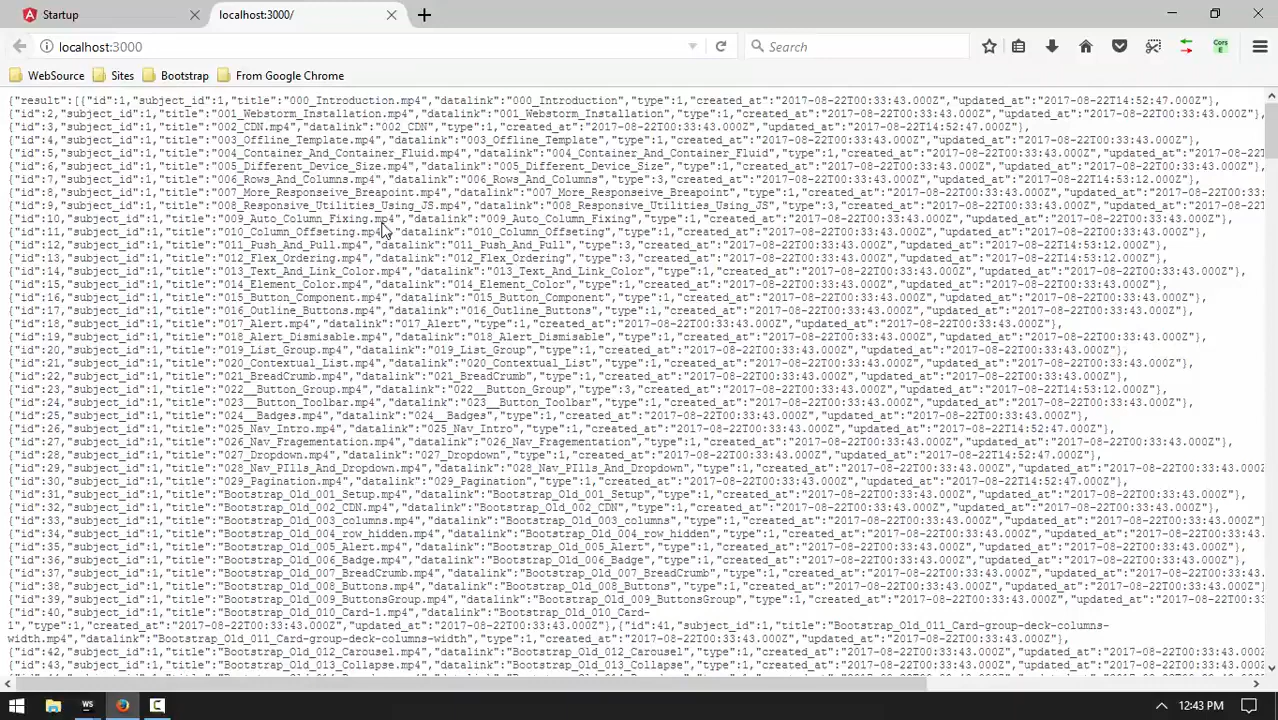 Startup
localhost:3000/
localhost:3000
Search
Cors
E
WebSource
Sites
Bootstrap
From Google Chrome
{"result":[[{"id":1,"subject_id":1,"title":"000_Introduction.mp4","datalink":"000_Introduction","type":1,"created_at":"2017-08-22T00:33:43.000Z","updated_at":"2017-08-22T14:52:47.000Z"},
{"id":2,"subject_id":1,"title":"001_Webstorm_Installation.mp4","datalink":"001_Webstorm_Installation","type":1,"created_at":"2017-08-22T00:33:43.000Z","updated_at":"2017-08-22T14:52:47.000Z"},
{"id":3,"subject_id":1,"title":"002_CDN.mp4","datalink":"002_CDN","type":1,"created_at":"2017-08-22T00:33:43.000Z","updated_at":"2017-08-22T14:52:47.000Z"},
{"id":4,"subject_id":1,"title":"003_Offline_Template.mp4","datalink":"003_Offline_Template","type":1,"created_at":"2017-08-22T00:33:43.000Z","updated_at":"2017-08-22T14:52:47.000Z"},
{"id":5,"subject_id":1,"title":"004_Container_And_Container_Fluid.mp4","datalink":"004_Container_And_Container_Fluid","type":1,"created_at":"2017-08-22T00:33:43.000Z","updated_at":"2017-08-22T14:52
{"id":6,"subject_id":1,"title":"005_Different_Device_Size.mp4","datalink":"005_Different_Device_Size","type":1,"created_at":"2017-08-22T00:33:43.000Z","updated_at":"2017-08-22T14:52:47.000Z"
{"id":7,"subject_id":1,"title":"006_Rows_And_Columns.mp4","datalink":"006_Rows_And_Columns","type":3,"created_at":"2017-08-22T00:33:43.000Z","updated_at":"2017-08-22T14:53:12.000Z"},
{"id":8,"subject_id":1,"title":"007_More_Responseive_Breapoint.mp4","datalink":"007_More_Responseive_Breapoint","type":1,"created_at":"2017-08-22T00:33:43.000Z","updated_at":"2017-08-22T00:33:43
{"id":9,"subject_id":1,"title":"008_Responsive_Utilities_Using_JS.mp4","datalink":"008_Responsive_Utilities_Using_JS","type":3,"created_at":"2017-08-22T00:33:43.000Z","updated_at":"2017-08-22T14:53
{"id":10,"subject_id":1,"title":"009_Auto_Column_Fixing.mp4","datalink":"009_Auto_Column_Fixing","type":1,"created_at":"2017-08-22T00:33:43.000Z","updated_at":"2017-08-22T00:33:43.000Z"},
{"id":11,"subject_id":1,"title":"010_Column_Offseting.mp4","datalink":"010_Column_Offseting","type":1,"created_at":"2017-08-22T00:33:43.000Z","updated_at":"2017-08-22T00:33:43.000Z"},
{"id":12,"subject_id":1,"title":"011_Push_And_Pull.mp4","datalink":"011_Push_And_Pull","type":3,"created_at":"2017-08-22T00:33:43.000Z","updated_at":"2017-08-22T14:53:12.000Z"},
{"id":13,"subject_id":1,"title":"012_Flex_Ordering.mp4","datalink":"012_Flex_Ordering","type":3,"created_at":"2017-08-22T00:33:43.000Z","updated_at":"2017-08-22T14:53:12.000Z"},
{"id":14,"subject_id":1,"title":"013_Text_And_Link_Color.mp4","datalink":"013_Text_And_Link_Color","type":1,"created_at":"2017-08-22T00:33:43.000Z","updated_at":"2017-08-22T00:33:43.000Z"},
{"id":15,"subject_id":1,"title":"014_Element_Color.mp4","datalink":"014_Element_Color","type":1,"created_at":"2017-08-22T00:33:43.000Z","updated_at":"2017-08-22T00:33:43.000Z"},
{"id":16,"subject_id":1,"title":"015_Button_Component.mp4","datalink":"015_Button_Component","type":1,"created_at":"2017-08-22T00:33:43.000Z","updated_at":"2017-08-22T00:33:43.000Z"},
{"id":17,"subject_id":1,"title":"016_Outline_Buttons.mp4","datalink":"016_Outline_Buttons","type":1,"created_at":"2017-08-22T00:33:43.000Z","updated_at":"2017-08-22T00:33:43.000Z"},
{"id":18,"subject_id":1,"title":"017_Alert.mp4","datalink":"017_Alert","type":1,"created_at":"2017-08-22T00:33:43.000Z","updated_at":"2017-08-22T00:33:43.000Z"},
{"id":19,"subject_id":1,"title":"018_Alert_Dismisable.mp4","datalink":"018_Alert_Dismisable","type":1,"created_at":"2017-08-22T00:33:43.000Z","updated_at":"2017-08-22T00:33:43.000Z"},
{"id":20,"subject_id":1,"title":"019_List_Group.mp4","datalink":"019_List_Group","type":1,"created_at":"2017-08-22T00:33:43.000Z","updated_at":"2017-08-22T00:33:43.000Z"},
{"id":21,"subject_id":1,"title":"020_Contextual_List.mp4","datalink":"020_Contextual_List","type":1,"created_at":"2017-08-22T00:33:43.000Z","updated_at":"2017-08-22T00:33:43.000Z"},
{"id":22,"subject_id":1,"title":"021_BreadCrumb.mp4","datalink":"021_BreadCrumb","type":1,"created_at":"2017-08-22T00:33:43.000Z","updated_at":"2017-08-22T00:33:43.000Z"},
{"id":23,"subject_id":1,"title":"022__Button_Group.mp4","datalink":"022__Button_Group","type":3,"created_at":"2017-08-22T00:33:43.000Z","updated_at":"2017-08-22T14:53:12.000Z"},
{"id":24,"subject_id":1,"title":"023__Button_Toolbar.mp4","datalink":"023__Button_Toolbar","type":1,"created_at":"2017-08-22T00:33:43.000Z","updated_at":"2017-08-22T00:33:43.000Z"},
{"id":25,"subject_id":1,"title":"024__Badges.mp4","datalink":"024__Badges","type":1,"created_at":"2017-08-22T00:33:43.000Z","updated_at":"2017-08-22T00:33:43.000Z"},
{"id":26,"subject_id":1,"title":"025_Nav_Intro.mp4","datalink":"025_Nav_Intro","type":1,"created_at":"2017-08-22T00:33:43.000Z","updated_at":"2017-08-22T14:52:47.000Z"},
{"id":27,"subject_id":1,"title":"026_Nav_Fragementation.mp4","datalink":"026_Nav_Fragementation","type":1,"created_at":"2017-08-22T00:33:43.000Z","updated_at":"2017-08-22T14:52:47.000Z"},
{"id":28,"subject_id":1,"title":"027_Dropdown.mp4","datalink":"027_Dropdown","type":1,"created_at":"2017-08-22T00:33:43.000Z","updated_at":"2017-08-22T14:52:47.000Z"},
{"id":29,"subject_id":1,"title":"028_Nav_PIlls_And_Dropdown.mp4","datalink":"028_Nav_PIlls_And_Dropdown","type":1,"created_at":"2017-08-22T00:33:43.000Z","updated_at":"2017-08-22T14:52:47.000
{"id":30,"subject_id":1,"title":"029_Pagination.mp4","datalink":"029_Pagination","type":1,"created_at":"2017-08-22T00:33:43.000Z","updated_at":"2017-08-22T14:52:47.000Z"},
{"id":31,"subject_id":1,"title":"Bootstrap_Old_001_Setup.mp4","datalink":"Bootstrap_Old_001_Setup","type":1,"created_at":"2017-08-22T00:33:43.000Z","updated_at":"2017-08-22T00:33:43.000Z"},
{"id":32,"subject_id":1,"title":"Bootstrap_Old_002_CDN.mp4","datalink":"Bootstrap_Old_002_CDN","type":1,"created_at":"2017-08-22T00:33:43.000Z","updated_at":"2017-08-22T00:33:43.000Z"},
{"id":33,"subject_id":1,"title":"Bootstrap_Old_003_columns.mp4","datalink":"Bootstrap_Old_003_columns","type":1,"created_at":"2017-08-22T00:33:43.000Z","updated_at":"2017-08-22T00:33:43.000Z"
{"id":34,"subject_id":1,"title":"Bootstrap_Old_004_row_hidden.mp4","datalink":"Bootstrap_Old_004_row_hidden","type":1,"created_at":"2017-08-22T00:33:43.000Z","updated_at":"2017-08-22T00:33:43.000
{"id":35,"subject_id":1,"title":"Bootstrap_Old_005_Alert.mp4","datalink":"Bootstrap_Old_005_Alert","type":1,"created_at":"2017-08-22T00:33:43.000Z","updated_at":"2017-08-22T00:33:43.000Z"},
{"id":36,"subject_id":1,"title":"Bootstrap_Old_006_Badge.mp4","datalink":"Bootstrap_Old_006_Badge","type":1,"created_at":"2017-08-22T00:33:43.000Z","updated_at":"2017-08-22T00:33:43.000Z"},
{"id":37,"subject_id":1,"title":"Bootstrap_Old_007_BreadCrumb.mp4","datalink":"Bootstrap_Old_007_BreadCrumb","type":1,"created_at":"2017-08-22T00:33:43.000Z","updated_at":"2017-08-22T00:33:43.000
{"id":38,"subject_id":1,"title":"Bootstrap_Old_008_Buttons.mp4","datalink":"Bootstrap_Old_008_Buttons","type":1,"created_at":"2017-08-22T00:33:43.000Z","updated_at":"2017-08-22T00:33:43.000Z"
{"id":39,"subject_id":1,"title":"Bootstrap_Old_009_ButtonsGroup.mp4","datalink":"Bootstrap_Old_009_ButtonsGroup","type":1,"created_at":"2017-08-22T00:33:43.000Z","updated_at":"2017-08-22T00:33:43
{"id":40,"subject_id":1,"title":"Bootstrap_Old_010_Card-1.mp4","datalink":"Bootstrap_Old_010_Card-
1","type":1,"created_at":"2017-08-22T00:33:43.000Z","updated_at":"2017-08-22T00:33:43.000Z"},{"id":41,"subject_id":1,"title":"Bootstrap_Old_011_Card-group-deck-columns-
width.mp4","datalink":"Bootstrap_Old_011_Card-group-deck-columns-width","type":1,"created_at":"2017-08-22T00:33:43.000Z","updated_at":"2017-08-22T00:33:43.000Z"},
{"id":42,"subject_id":1,"title":"Bootstrap_Old_012_Carousel.mp4","datalink":"Bootstrap_Old_012_Carousel","type":1,"created_at":"2017-08-22T00:33:43.000Z","updated_at":"2017-08-22T00:33:43.000Z
{"id":43,"subject_id":1,"title":"Bootstrap_Old_013_Collapse.mp4","datalink":"Bootstrap_Old_013_Collapse","type":1,"created_at":"2017-08-22T00:33:43.000Z","updated_at":"2017-08-22T00:33:43.000Z
WS
12:43 PM